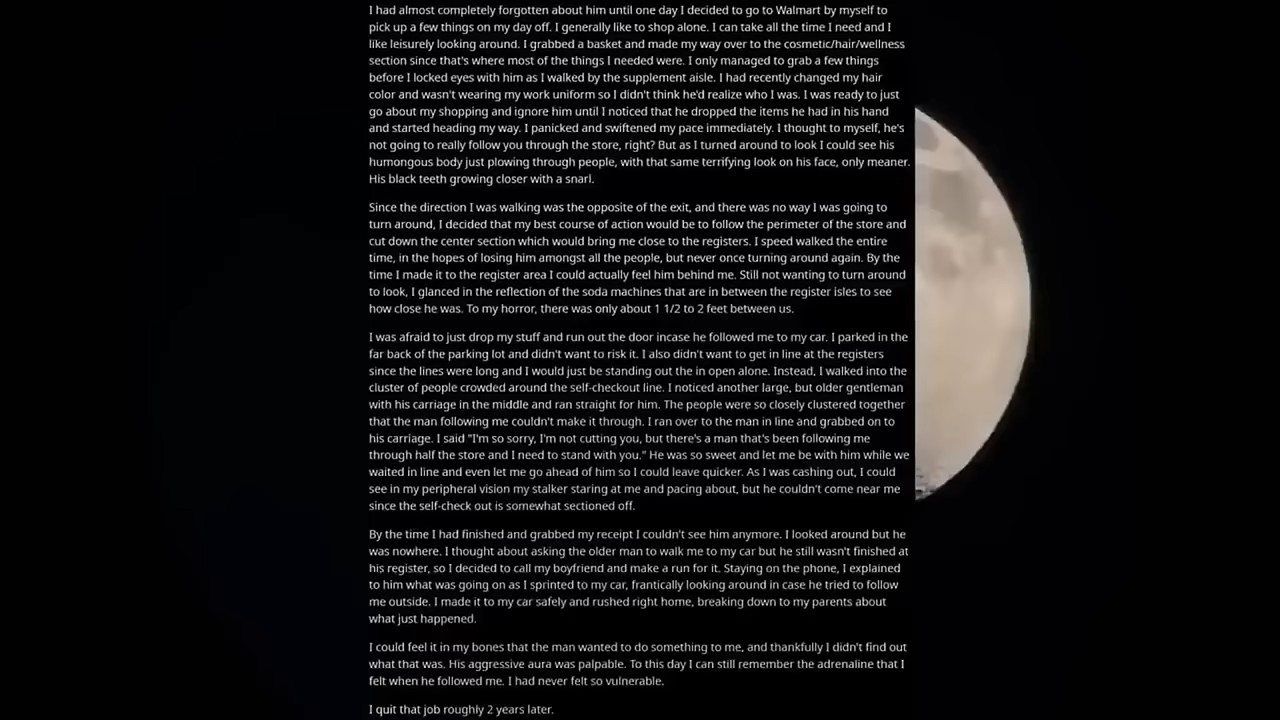 I had almost completely forgotten about him until one day I decided to go to Walmart by myself to
pick up a few things on my day off. I generally like to shop alone. I can take all the time I need and I
like leisurely looking around. I grabbed a basket and made my way over to the cosmetic/hair/wellness
section since that's where most of the things I needed were. I only managed to grab a few things
before I locked eyes with him as I walked by the supplement aisle. I had recently changed my hair
color and wasn't wearing my work uniform so I didn't think he'd realize who I was. I was ready to just
go about my shopping and ignore him until I noticed that he dropped the items he had in his hand
and started heading my way. I panicked and swiftened my pace immediately. I thought to myself, he's
not going to really follow you through the store, right? But as I turned around to look I could see his
humongous body just plowing through people, with that same terrifying look on his face, only meaner.
His black teeth growing closer with a snarl.
Since the direction I was walking was the opposite of the exit, and there was no way I was going to
turn around, I decided that my best course of action would be to follow the perimeter of the store and
cut down the center section which would bring me close to the registers. I speed walked the entire
time, in the hopes of losing him amongst all the people, but never once turning around again. By the
time I made it to the register area I could actually feel him behind me. Still not wanting to turn around
to look, I glanced in the reflection of the soda machines that are in between the register isles to see
how close he was. To my horror, there was only about 1 1/2 to 2 feet between us.
I was afraid to just drop my stuff and run out the door incase he followed me to my car. I parked in the
far back of the parking lot and didn't want to risk it. I also didn't want to get in line at the registers
since the lines were long and I would just be standing out the in open alone. Instead, I walked into the
cluster of people crowded around the self-checkout line. I noticed another large, but older gentleman
with his carriage in the middle and ran straight for him. The people were so closely clustered together
that the man following me couldn't make it through. I ran over to the man in line and grabbed on to
his carriage. I said "I'm so sorry, I'm not cutting you, but there's a man that's been following me
through half the store and I need to stand with you." He was so sweet and let me be with him while we
waited in line and even let me go ahead of him so I could leave quicker. As I was cashing out, I could
see in my peripheral vision my stalker staring at me and pacing about, but he couldn't come near me
since the self-check out is somewhat sectioned off.
By the time I had finished and grabbed my receipt I couldn't see him anymore. I looked around but he
was nowhere. I thought about asking the older man to walk me to my car but he still wasn't finished at
his register, so I decided to call my boyfriend and make a run for it. Staying on the phone, I explained
to him what was going on as I sprinted to my car, frantically looking around in case he tried to follow
me outside. I made it to my car safely and rushed right home, breaking down to my parents about
what just happened.
I could feel it in my bones that the man wanted to do something to me, and thankfully I didn't find out
what that was. His aggressive aura was palpable. To this day I can still remember the adrenaline that I
felt when he followed me. I had never felt so vulnerable.
I quit that job roughly 2 years later.